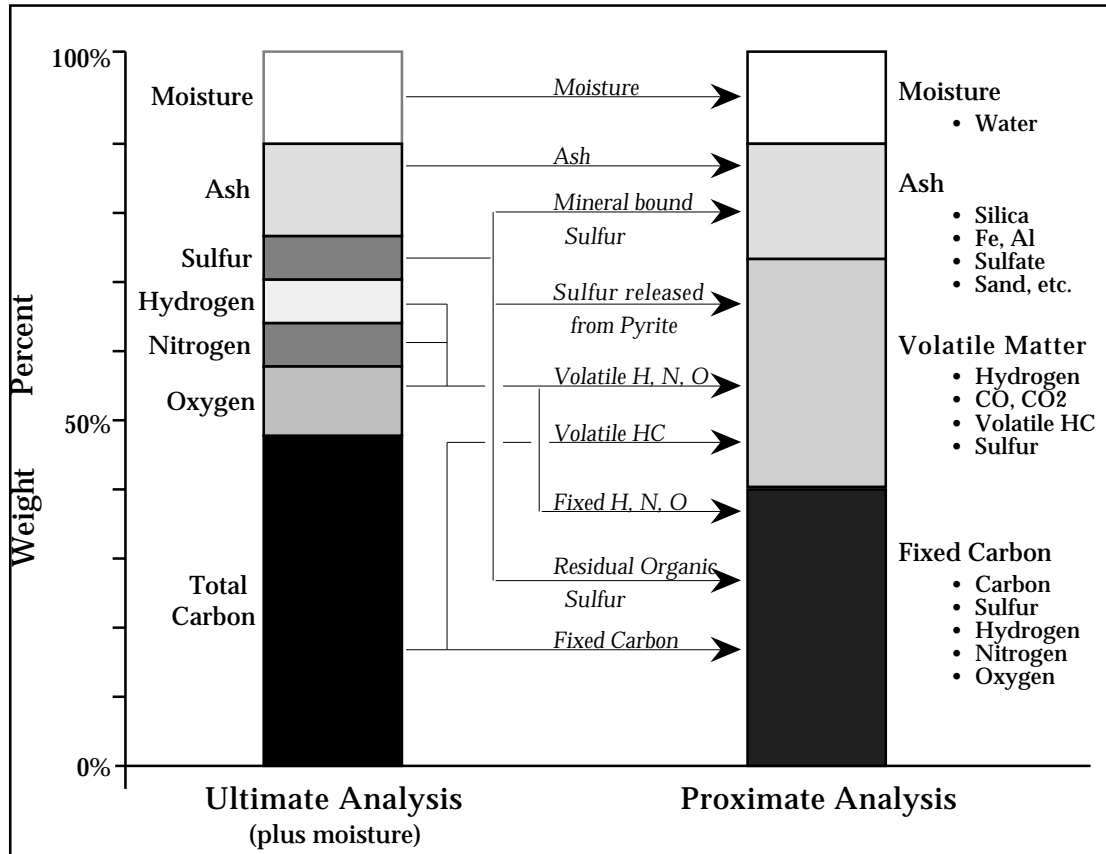 100%
Moisture
Ash
Sulfur
Hydrogen
Nitrogen
Oxygen
50%
Total
Carbon
0%
Weight Percent
Moisture
Ash
Mineral bound
Sulfur
Sulfur released
from Pyrite
Volatile H, N, O
Volatile HC
Fixed H, N, O
Residual Organic
Sulfur
Fixed Carbon
Moisture
• Water
Ash
• Silica
• Fe, Al
• Sulfate
• Sand, etc.
Volatile Matter
• Hydrogen
• CO, CO2
• Volatile HC
• Sulfur
Fixed Carbon
• Carbon
• Sulfur
• Hydrogen
• Nitrogen
• Oxygen
Ultimate Analysis
(plus moisture)
Proximate Analysis